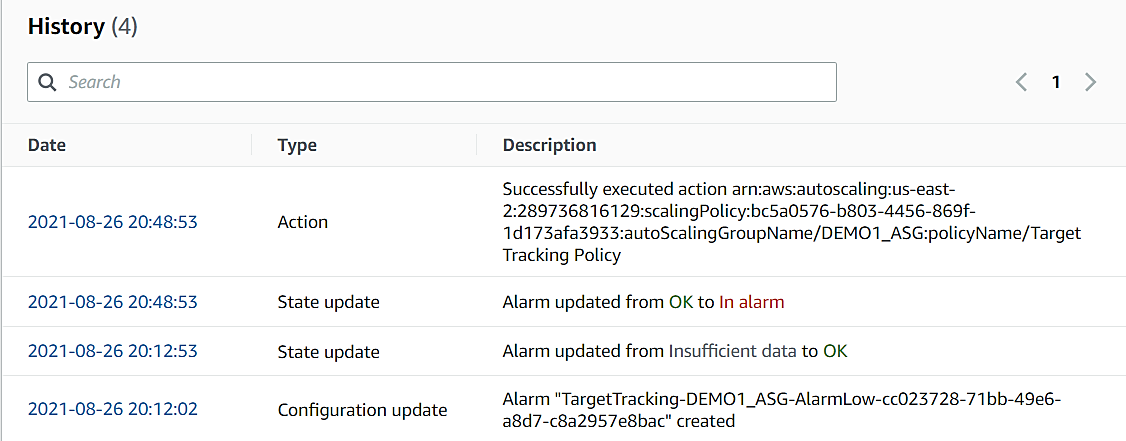 History (4)
Search
1
Date Type Description
Successfully executed action arn:aws:autoscaling:us-east-
2:289736816129:scalingPolicy:bc5a0576-b803-4456-869f-
2021-08-26 20:48:53 Action
1d173afa3933:autoScalingGroupName/DEMO1_ASG:policyName/Target
Tracking Policy
2021-08-26 20:48:53 State update Alarm updated from OK to In alarm
2021-08-26 20:12:53 State update Alarm updated from Insufficient data to OK
2021-08-26 20:12:02 Configuration update Alarm "TargetTracking-DEMO1_ASG-AlarmLow-cc023728-71bb-49e6-
a8d7-c8a2957e8bac" created